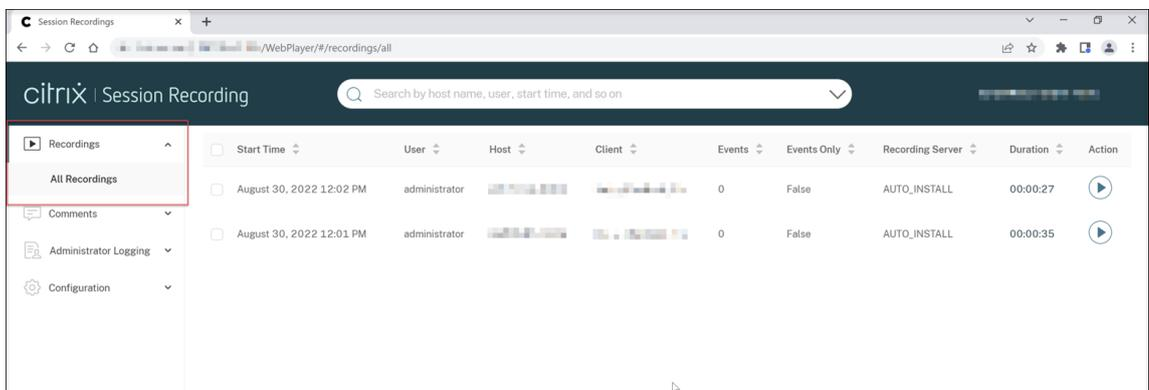 Session Recordings
/WebPlayer/#/recordings/all
citrix | Session Recording
Search by host name, user, start time, and so on
Recordings
All Recordings
Comments
Administrator Logging
Configuration
Start Time User Host Client Events Events Only Recording Server Duration Action
August 30, 2022 12:02 PM administrator 0 False AUTO_INSTALL 00:00:27
August 30, 2022 12:01 PM administrator 0 False AUTO_INSTALL 00:00:35